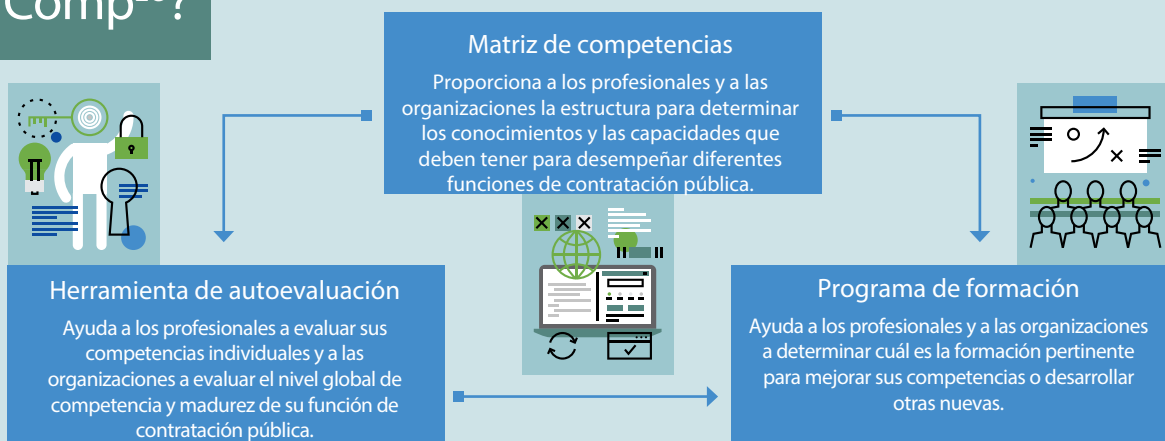 Comp^EU?
Matriz de competencias
Proporciona a los profesionales y a las
organizaciones la estructura para determinar
los conocimientos y las capacidades que
deben tener para desempeñar diferentes
funciones de contratación pública.
Herramienta de autoevaluación
Ayuda a los profesionales a evaluar sus
competencias individuales y a las
organizaciones a evaluar el nivel global de
competencia y madurez de su función de
contratación pública.
Programa de formación
Ayuda a los profesionales y a las organizaciones
a determinar cuál es la formación pertinente
para mejorar sus competencias o desarrollar
otras nuevas.